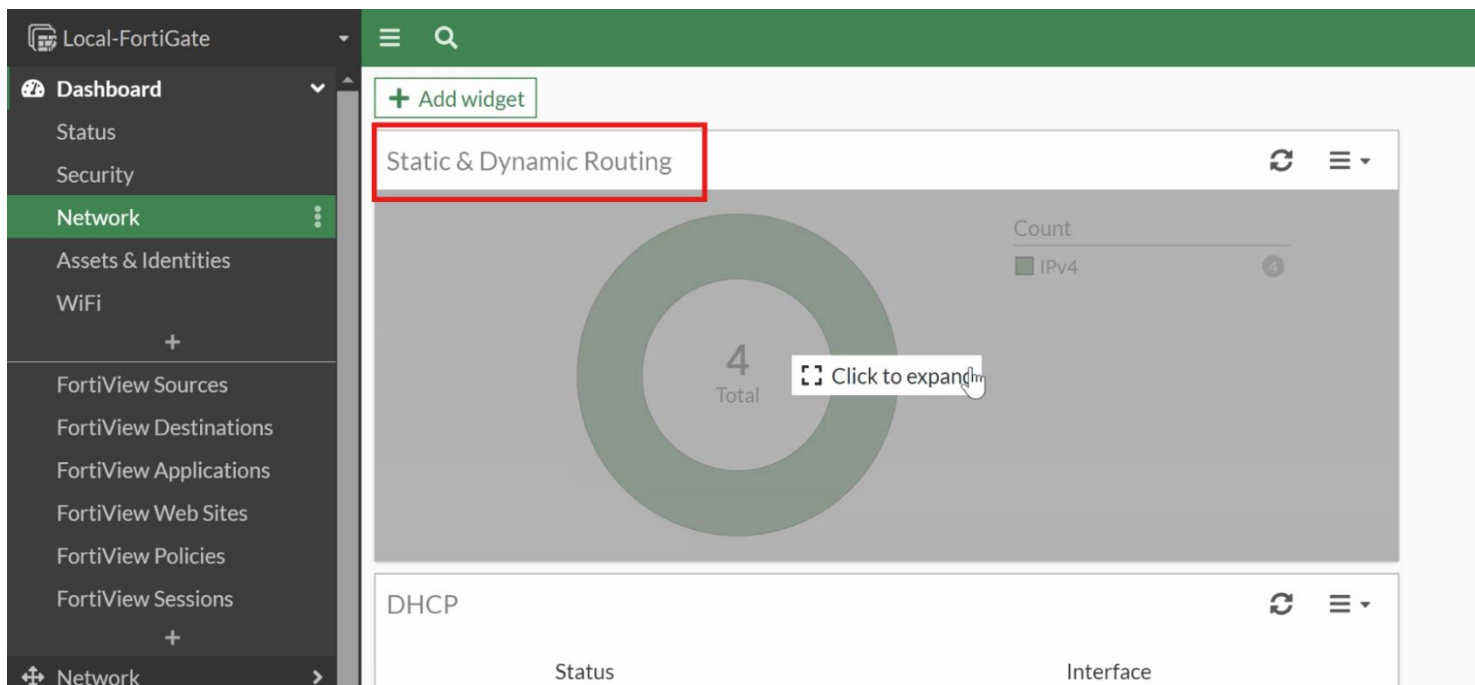 Local-FortiGate
Dashboard
Status
Security
Network
Assets & Identities
WiFi
+
FortiView Sources
FortiView Destinations
FortiView Applications
FortiView Web Sites
FortiView Policies
FortiView Sessions
+
Network
+ Add widget
Static & Dynamic Routing
Count
IPv4 4
4
Total
Click to expand
DHCP
Status Interface